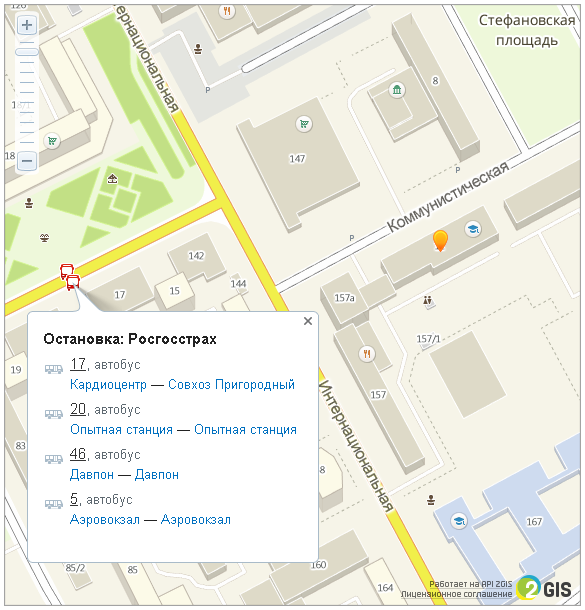 Стефановская
площадь
Интернациональная
8
147
P
P
P
18
Коммунистическая
142
144
17
15
157а
157/1
19
157
Остановка: Росгосстрах
17, автобус
Кардиоцентр — Совхоз Пригородный
20, автобус
Опытная станция — Опытная станция
46, автобус
Давпон — Давпон
5, автобус
Аэровокзал — Аэровокзал
Интернациональная
83
85/2
160
162
167
Работает на API 2GIS
Лицензионное соглашение
2GIS